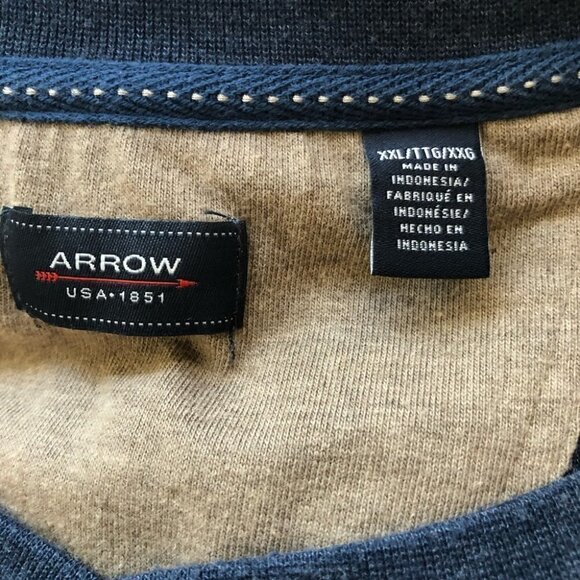 ARROW
USA•1851
XXL/TTG/XXG
MADE IN
INDONESIA/
FABRIQUÉ EN
INDONÉSIE/
HECHO EN
INDONESIA